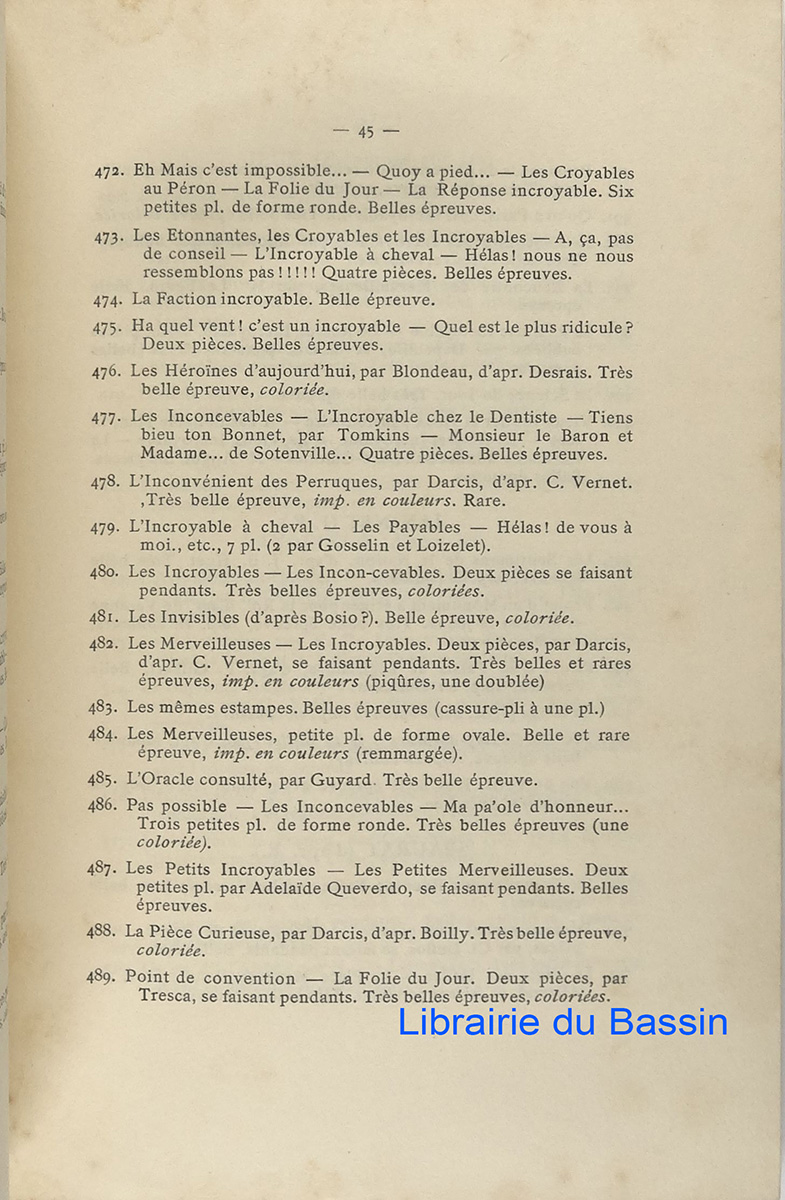 — 45 —
472. Eh Mais c'est impossible... — Quoy a pied... — Les Croyables
au Péron — La Folie du Jour — La Réponse incroyable. Six
petites pl. de forme ronde. Belles épreuves.
473. Les Etonnantes, les Croyables et les Incroyables — A, ça, pas
de conseil — L'Incroyable à cheval — Hélas! nous ne nous
ressemblons pas!!!!! Quatre pièces. Belles épreuves.
474. La Faction incroyable. Belle épreuve.
475. Ha quel vent! c'est un incroyable — Quel est le plus ridicule?
Deux pièces. Belles épreuves.
476. Les Héroïnes d'aujourd'hui, par Blondeau, d'apr. Desrais. Très
belle épreuve, coloriée.
477. Les Inconcevables — L'Incroyable chez le Dentiste — Tiens
bieu ton Bonnet, par Tomkins — Monsieur le Baron et
Madame... de Sotenville... Quatre pièces. Belles épreuves.
478. L'Inconvénient des Perruques, par Darcis, d'apr. C. Vernet.
,Très belle épreuve, imp. en couleurs. Rare.
479. L'Incroyable à cheval — Les Payables — Hélas! de vous à
moi., etc., 7 pl. (2 par Gosselin et Loizelet).
480. Les Incroyables — Les Incon-cevables. Deux pièces se faisant
pendants. Très belles épreuves, coloriées.
481. Les Invisibles (d'après Bosio?). Belle épreuve, coloriée.
482. Les Merveilleuses — Les Incroyables. Deux pièces, par Darcis,
d'apr. C. Vernet, se faisant pendants. Très belles et rares
épreuves, imp. en couleurs (piqûres, une doublée)
483. Les mêmes estampes. Belles épreuves (cassure-pli à une pl.)
484. Les Merveilleuses, petite pl. de forme ovale. Belle et rare
épreuve, imp. en couleurs (remmargée).
485. L'Oracle consulté, par Guyard. Très belle épreuve.
486. Pas possible — Les Inconcevables — Ma pa'ole d'honneur...
Trois petites pl. de forme ronde. Très belles épreuves (une
coloriée).
487. Les Petits Incroyables — Les Petites Merveilleuses. Deux
petites pl. par Adelaïde Queverdo, se faisant pendants. Belles
épreuves.
488. La Pièce Curieuse, par Darcis, d'apr. Boilly. Très belle épreuve,
coloriée.
489. Point de convention — La Folie du Jour. Deux pièces, par
Tresca, se faisant pendants. Très belles épreuves, coloriées.
Librairie du Bassin